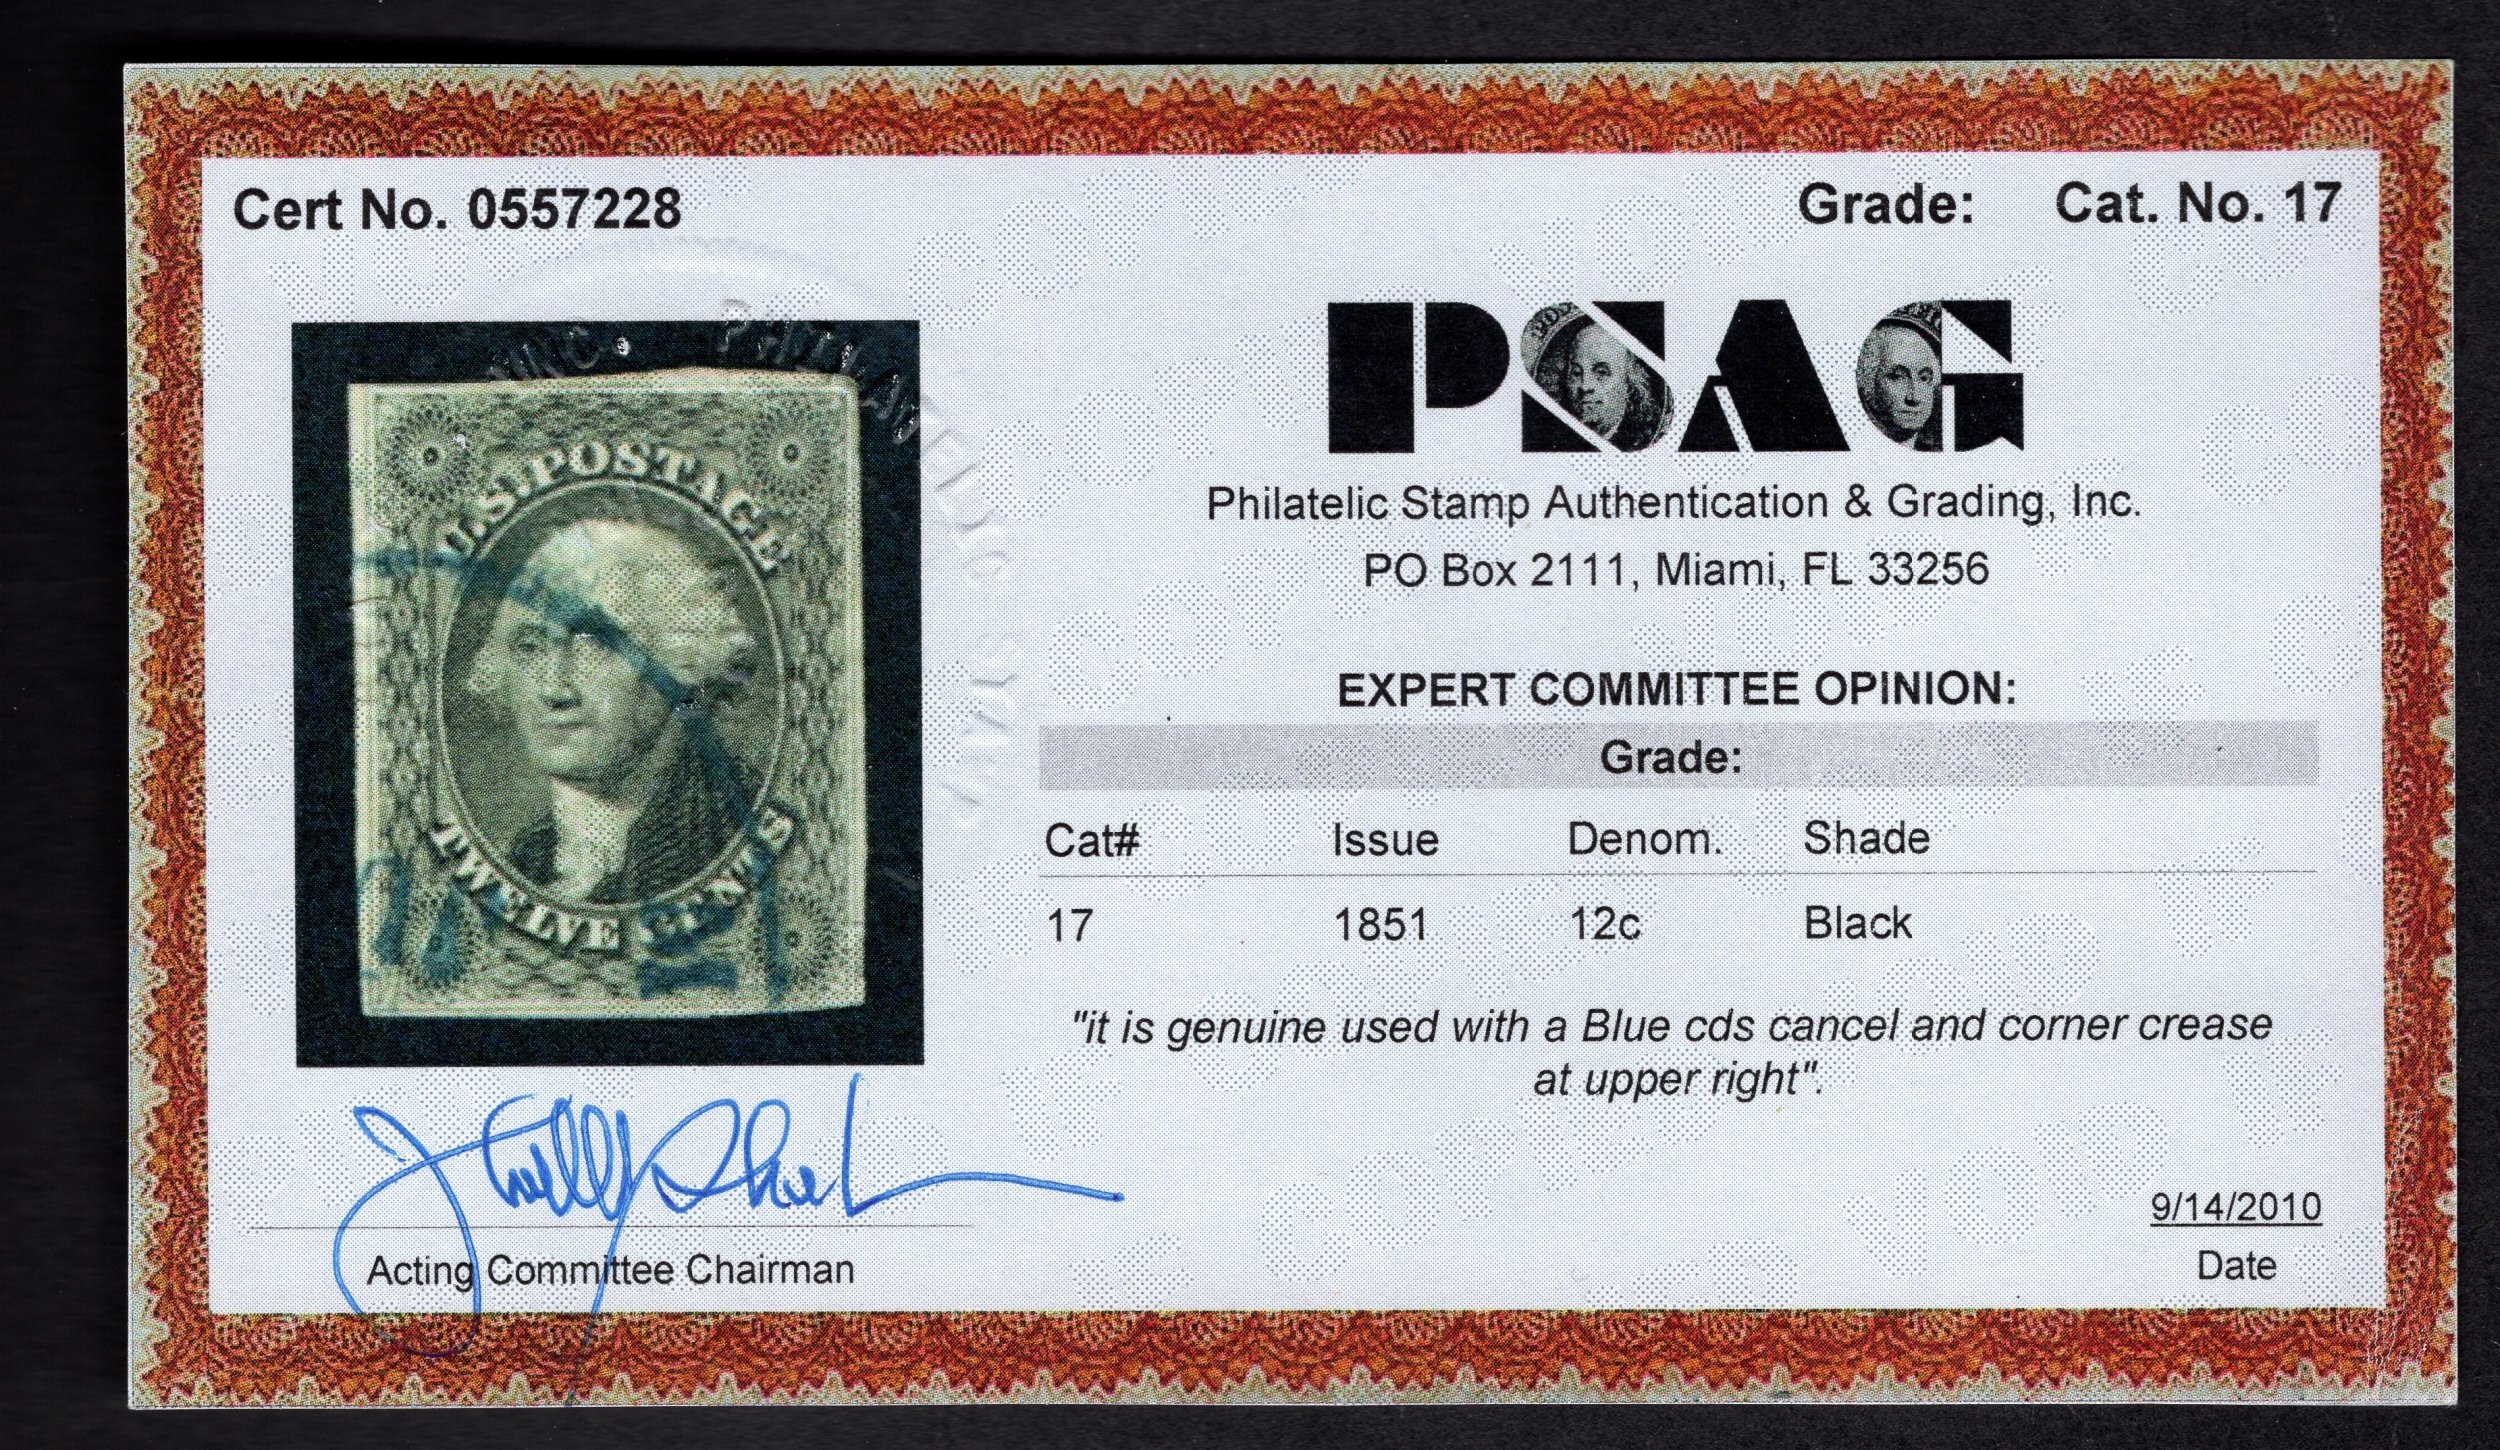 Cert No. 0557228
Grade: Cat. No. 17
U.S. POSTAGE
TWELVE CENTS
PSAG
Philatelic Stamp Authentication & Grading, Inc.
PO Box 2111, Miami, FL 33256
EXPERT COMMITTEE OPINION:
Grade:
Cat# Issue Denom. Shade
17 1851 12c Black
"it is genuine used with a Blue cds cancel and corner crease
at upper right".
Acting Committee Chairman
9/14/2010
Date